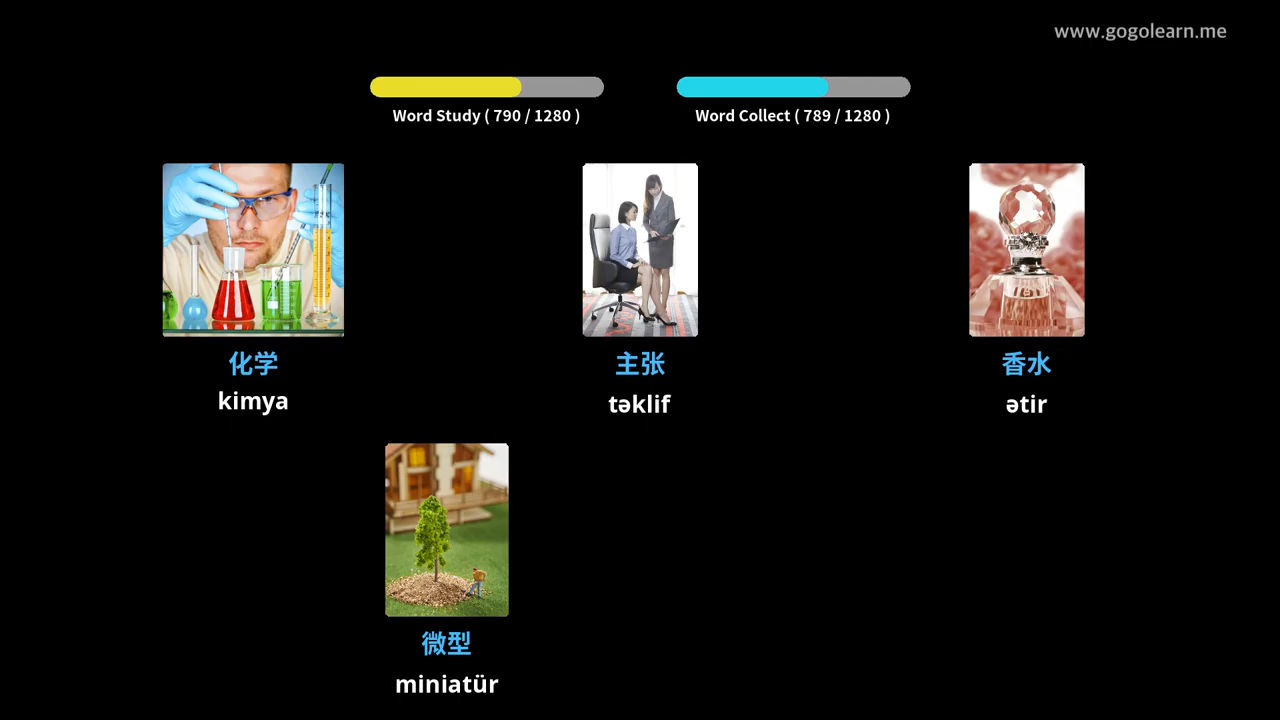 www.gogolearn.me
Word Study ( 790 / 1280 )
Word Collect ( 789 / 1280 )
化学
kimya
主张
təklif
香水
ətir
微型
miniatür